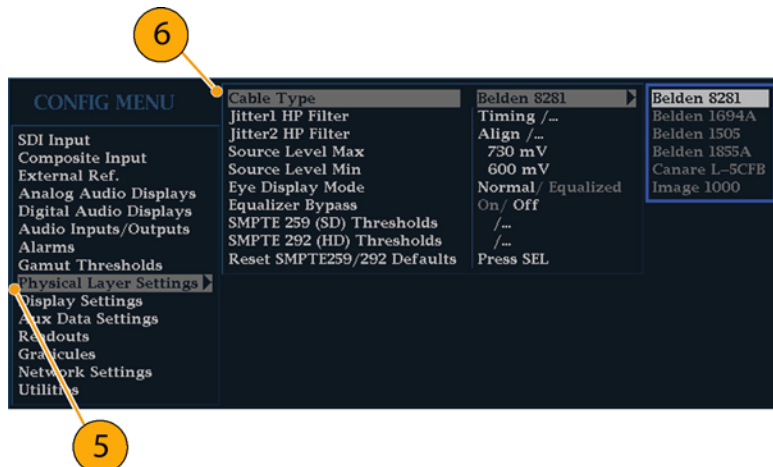 6
CONFIG MENU
SDI Input
Composite Input
External Ref.
Analog Audio Displays
Digital Audio Displays
Audio Inputs/Outputs
Alarms
Gamut Thresholds
Physical Layer Settings
Display Settings
Aux Data Settings
Readouts
Graticules
Network Settings
Utilities
Cable Type Belden 8281
Jitter1 HP Filter Timing /...
Jitter2 HP Filter Align /...
Source Level Max 730 mV
Source Level Min 600 mV
Eye Display Mode Normal/ Equalized
Equalizer Bypass On/ Off
SMPTE 259 (SD) Thresholds /...
SMPTE 292 (HD) Thresholds /...
Reset SMPTE259/292 Defaults Press SEL
Belden 8281
Belden 1694A
Belden 1505
Belden 1855A
Canare L-5CFB
Image 1000
5